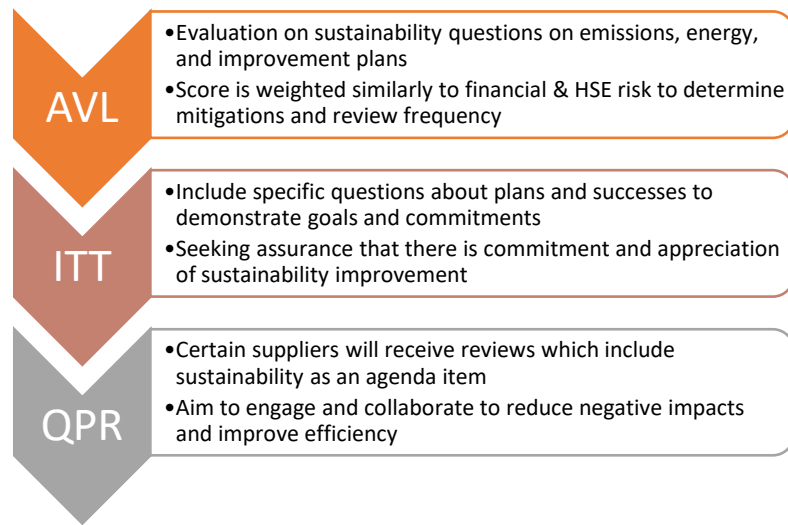 AVL
•Evaluation on sustainability questions on emissions, energy,
and improvement plans
•Score is weighted similarly to financial & HSE risk to determine
mitigations and review frequency
ITT
•Include specific questions about plans and successes to
demonstrate goals and commitments
•Seeking assurance that there is commitment and appreciation
of sustainability improvement
QPR
•Certain suppliers will receive reviews which include
sustainability as an agenda item
•Aim to engage and collaborate to reduce negative impacts
and improve efficiency